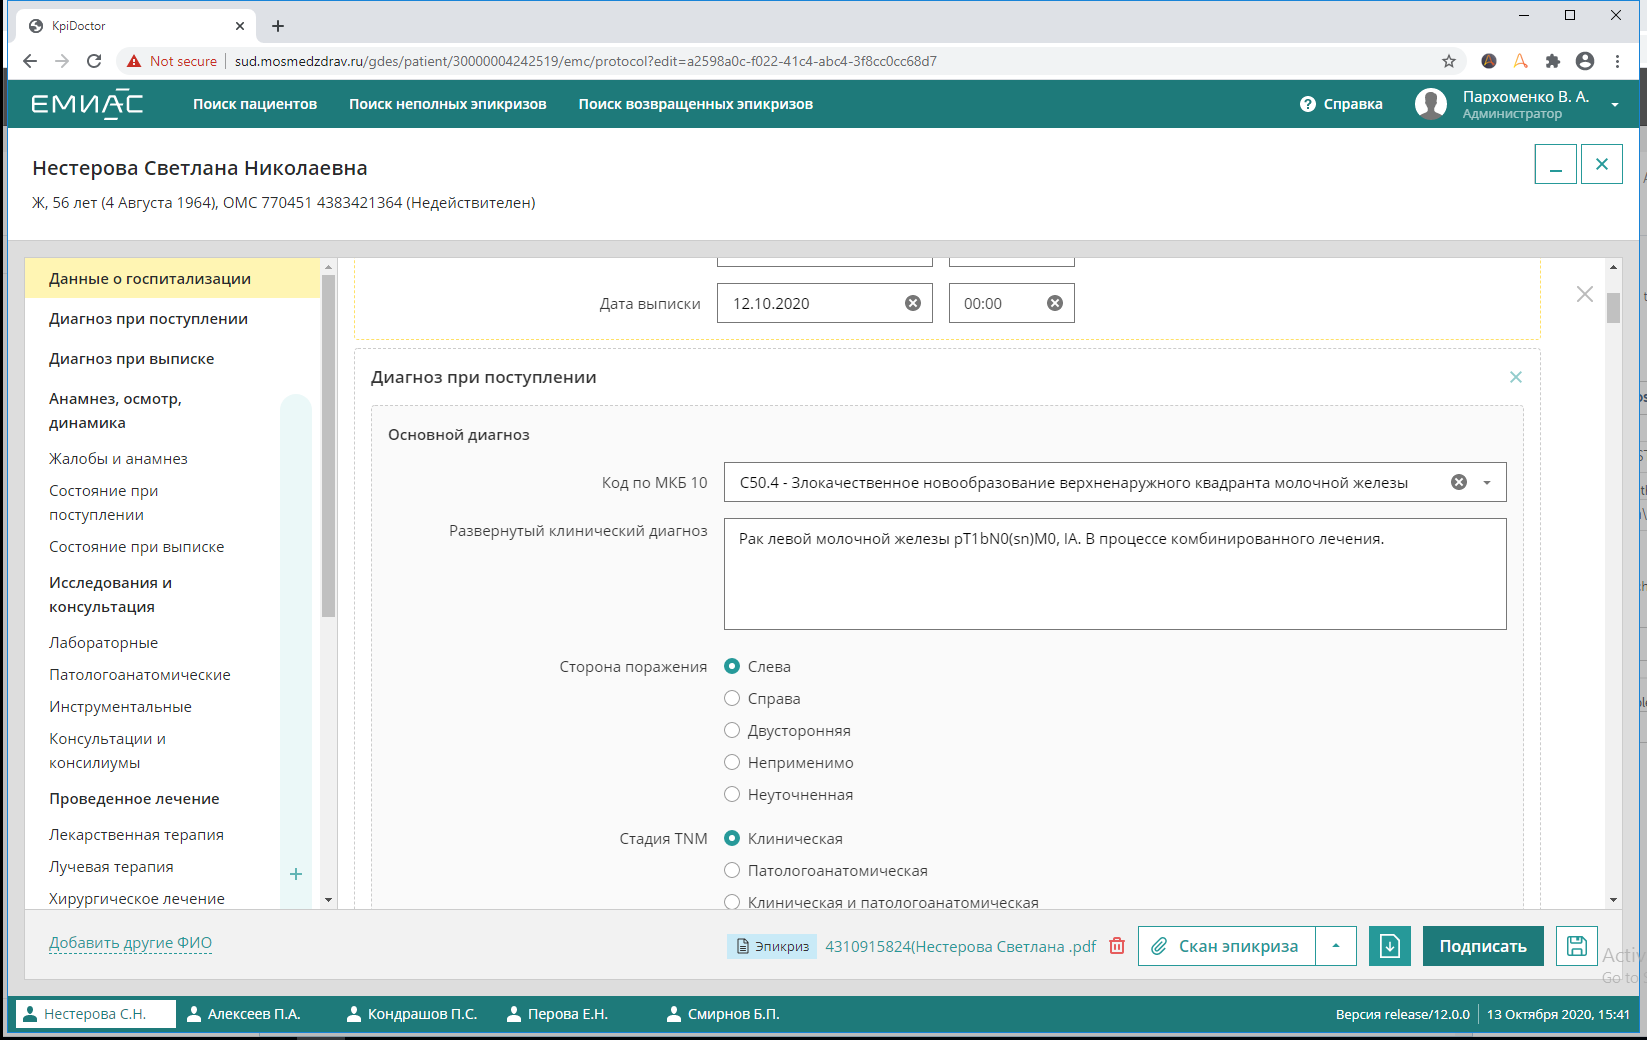 KpiDoctor
Not secure
sud.mosmedzdrav.ru/gdes/patient/30000004242519/emc/protocol?edit=a2598a0c-f022-41c4-abc4-3f8cc0cc68d7
ЕМИАС
Поиск пациентов
Поиск неполных эпикризов
Поиск возвращенных эпикризов
Справка
Пархоменко В. А.
Администратор
Нестерова Светлана Николаевна
Ж, 56 лет (4 Августа 1964), ОМС 770451 4383421364 (Недействителен)
Данные о госпитализации
Диагноз при поступлении
Диагноз при выписке
Анамнез, осмотр,
динамика
Жалобы и анамнез
Состояние при
поступлении
Состояние при выписке
Исследования и
консультация
Лабораторные
Патологоанатомические
Инструментальные
Консультации и
консилиумы
Проведенное лечение
Лекарственная терапия
Лучевая терапия
Хирургическое лечение
Дата выписки
12.10.2020
00:00
Диагноз при поступлении
Основной диагноз
Код по МКБ 10
C50.4 - Злокачественное новообразование верхненаружного квадранта молочной железы
Развернутый клинический диагноз
Рак левой молочной железы pT1bN0(sn)M0, IA. В процессе комбинированного лечения.
Сторона поражения
Слева
Справа
Двусторонняя
Неприменимо
Неуточненная
Стадия TNM
Клиническая
Патологоанатомическая
Клиническая и патологоанатомическая
Добавить другие ФИО
Эпикриз
4310915824(Нестерова Светлана .pdf
Скан эпикриза
Подписать
Activ
Go to S
Нестерова С.Н.
Алексеев П.А.
Кондрашов П.С.
Перова Е.Н.
Смирнов Б.П.
Версия release/12.0.0
13 Октября 2020, 15:41